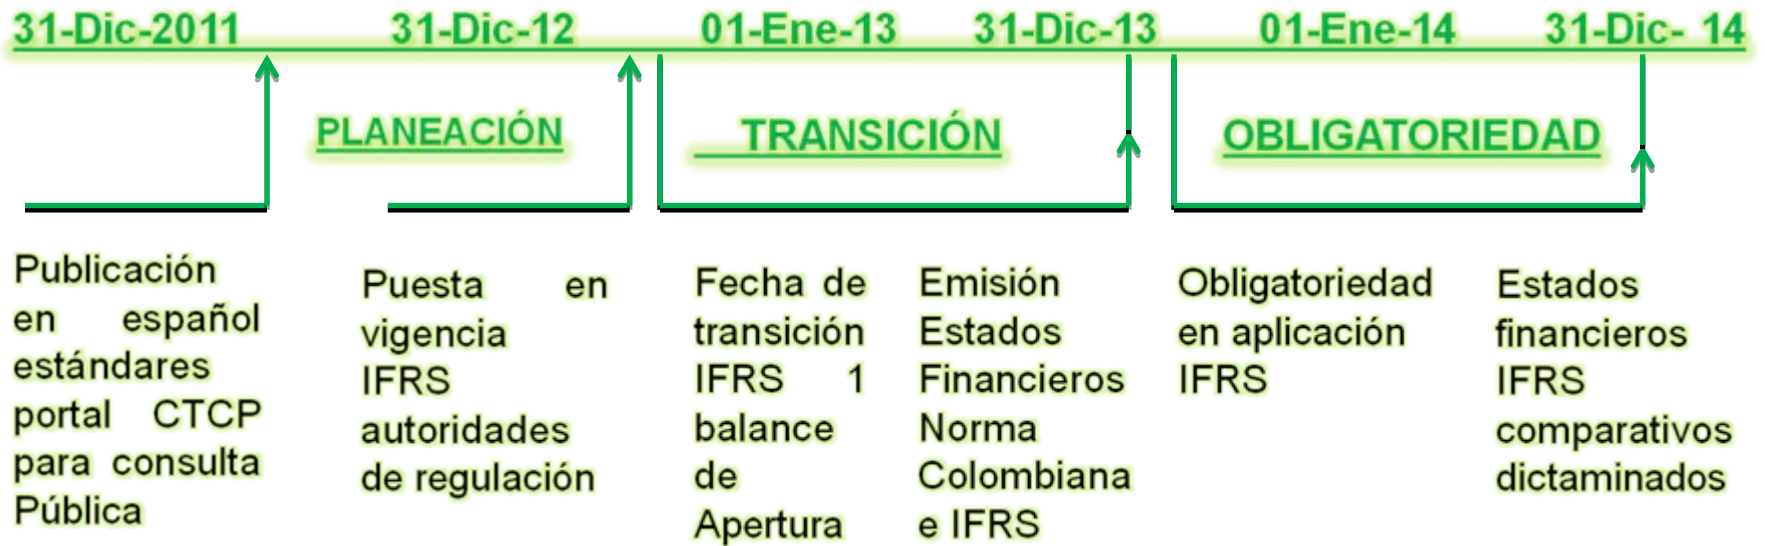 31-Dic-2011 31-Dic-12 01-Ene-13 31-Dic-13 01-Ene-14 31-Dic- 14
PLANEACIÓN TRANSICIÓN OBLIGATORIEDAD
Publicación
en español
estándares
portal CTCP
para consulta
Pública
Puesta en
vigencia
IFRS
autoridades
de regulación
Fecha de
transición
IFRS 1
balance
de
Apertura
Emisión
Estados
Financieros
Norma
Colombiana
e IFRS
Obligatoriedad
en aplicación
IFRS
Estados
financieros
IFRS
comparativos
dictaminados